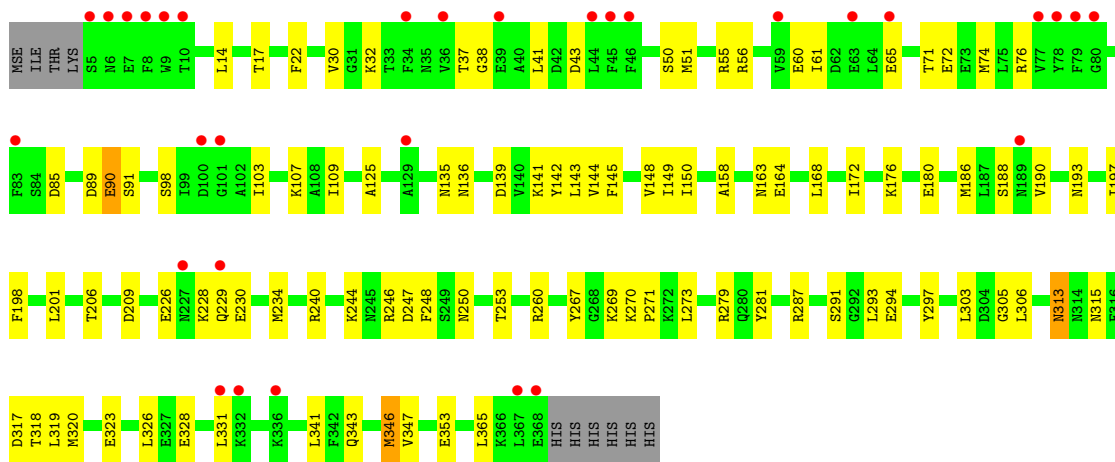 MSE ILE THR LYS S5 N6 E7 F8 W9 T10 L14 T17 F22 V30 G31 K32 T33 F34 N35 V36 T37 G38 E39 A40 L41 D42 D43 L44 F45 F46 S50 M51 R55 R56 V59 E60 I61 D62 E63 L64 E65 T71 E72 E73 M74 L75 R76 V77 Y78 F79 G80
F83 S84 D85 D89 E90 S91 S98 I99 D100 G101 A102 I103 K107 A108 I109 A125 A129 N135 N136 D139 V140 K141 Y142 L143 V144 F145 V148 I149 I150 A158 N163 E164 L168 I172 K176 E180 M186 L187 S188 N189 V190 N193 I197
F198 L201 T206 D209 E226 N227 K228 Q229 E230 M234 R240 K244 N245 R246 D247 F248 S249 N250 T253 R260 Y267 G268 K269 K270 P271 K272 L273 R279 Q280 Y281 R287 S291 G292 L293 E294 Y297 L303 D304 G305 L306 N313 N314 N315 E316
D317 T318 L319 M320 E323 L326 E327 E328 L331 K332 K336 L341 F342 Q343 M346 V347 E353 L365 K366 L367 E368 HIS HIS HIS HIS HIS HIS